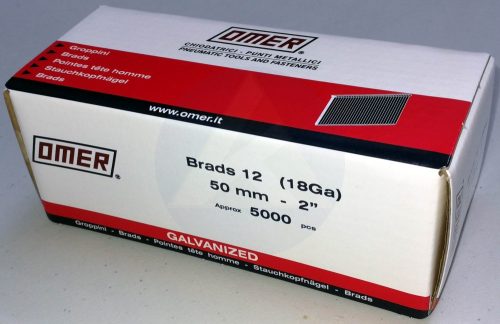 OMER®
CHIODATRICI - PUNTI METALLICI
PNEUMATIC TOOLS AND FASTENERS
Groppini
Brads
Pointes tête homme
Stauchkopfnägel
Brads
www.omer.it
OMER®
Brads 12 (18Ga)
50 mm - 2"
Approx 5000 pcs
GALVANIZED
Groppini - Brads - Pointes tête homme - Stauchkopfnägel - Brads